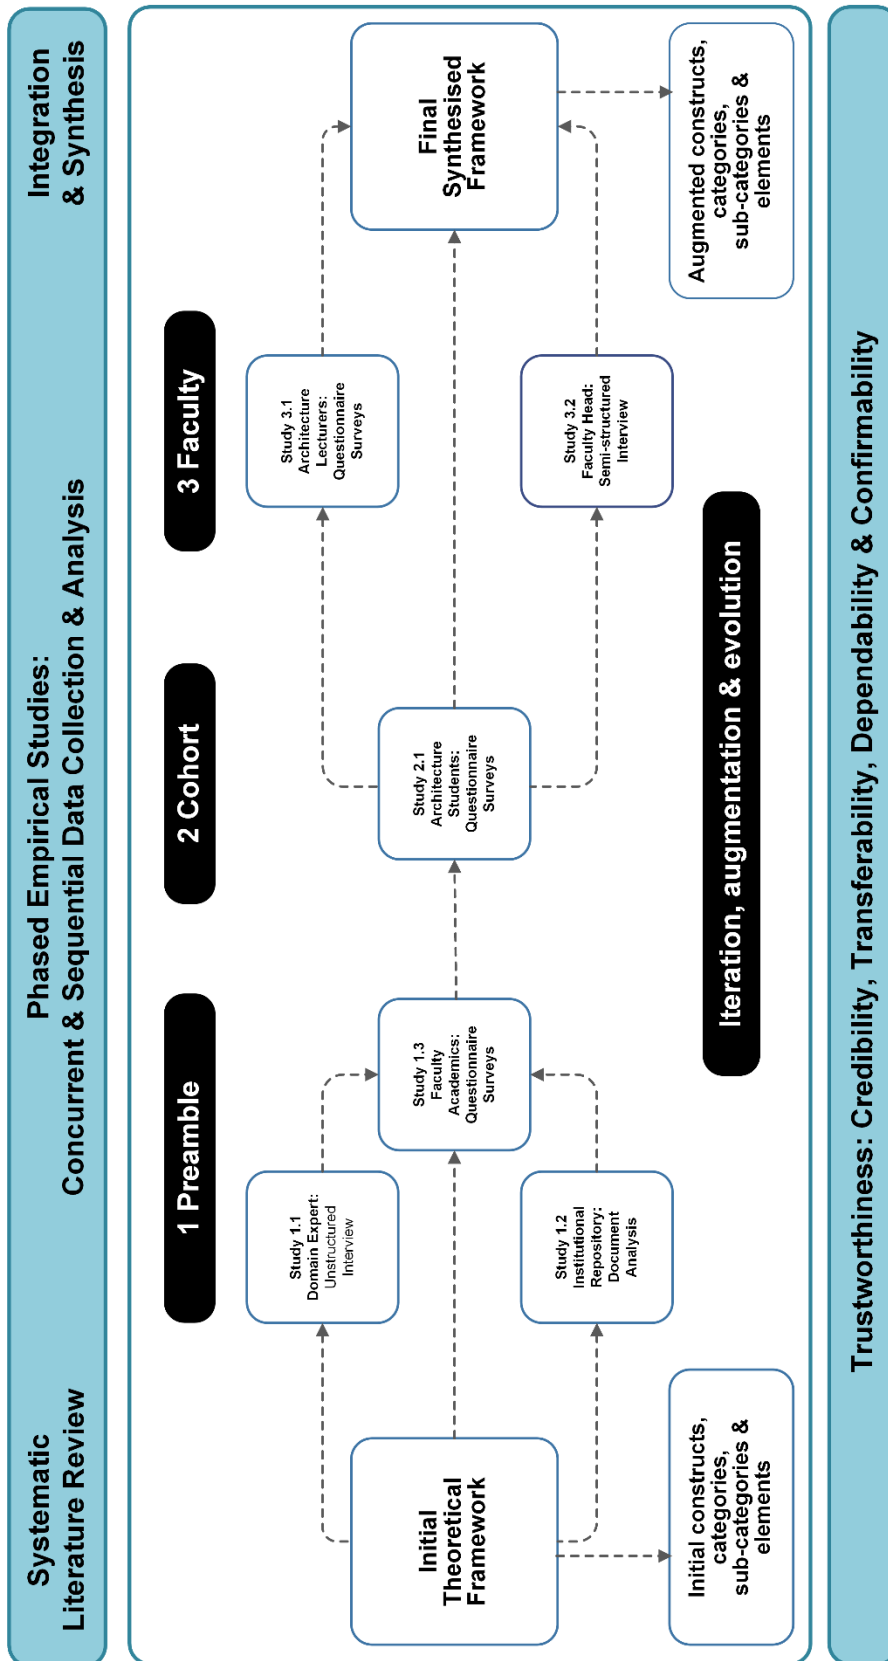 Systematic
Literature Review
Phased Empirical Studies:
Concurrent & Sequential Data Collection & Analysis
Integration
& Synthesis
1 Preamble
2 Cohort
3 Faculty
Initial
Theoretical
Framework
Study 1.1
Domain Expert:
Unstructured
Interview
Study 1.2
Institutional
Repository:
Document
Analysis
Study 1.3
Faculty
Academics:
Questionnaire
Surveys
Study 2.1
Architecture
Students:
Questionnaire
Surveys
Study 3.1
Architecture
Lecturers:
Questionnaire
Surveys
Study 3.2
Faculty Head:
Semi-structured
Interview
Final
Synthesised
Framework
Initial constructs,
categories,
sub-categories &
elements
Iteration, augmentation & evolution
Augmented constructs,
categories,
sub-categories &
elements
Trustworthiness: Credibility, Transferability, Dependability & Confirmability